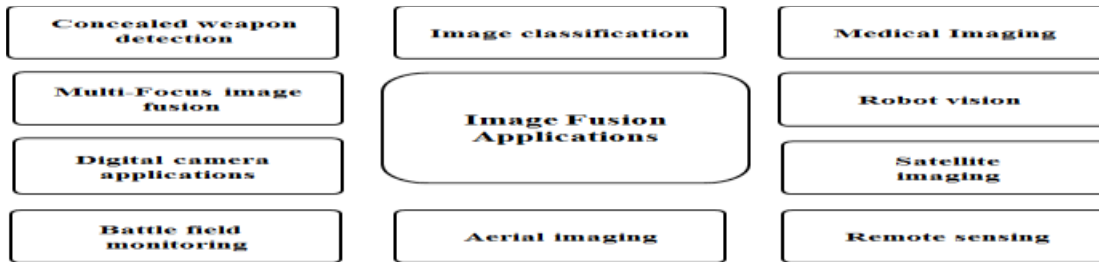 Concealed weapon
detection
Image classification
Medical Imaging
Multi-Focus image
fusion
Image Fusion
Applications
Robot vision
Digital camera
applications
Satellite
imaging
Battle field
monitoring
Aerial imaging
Remote sensing